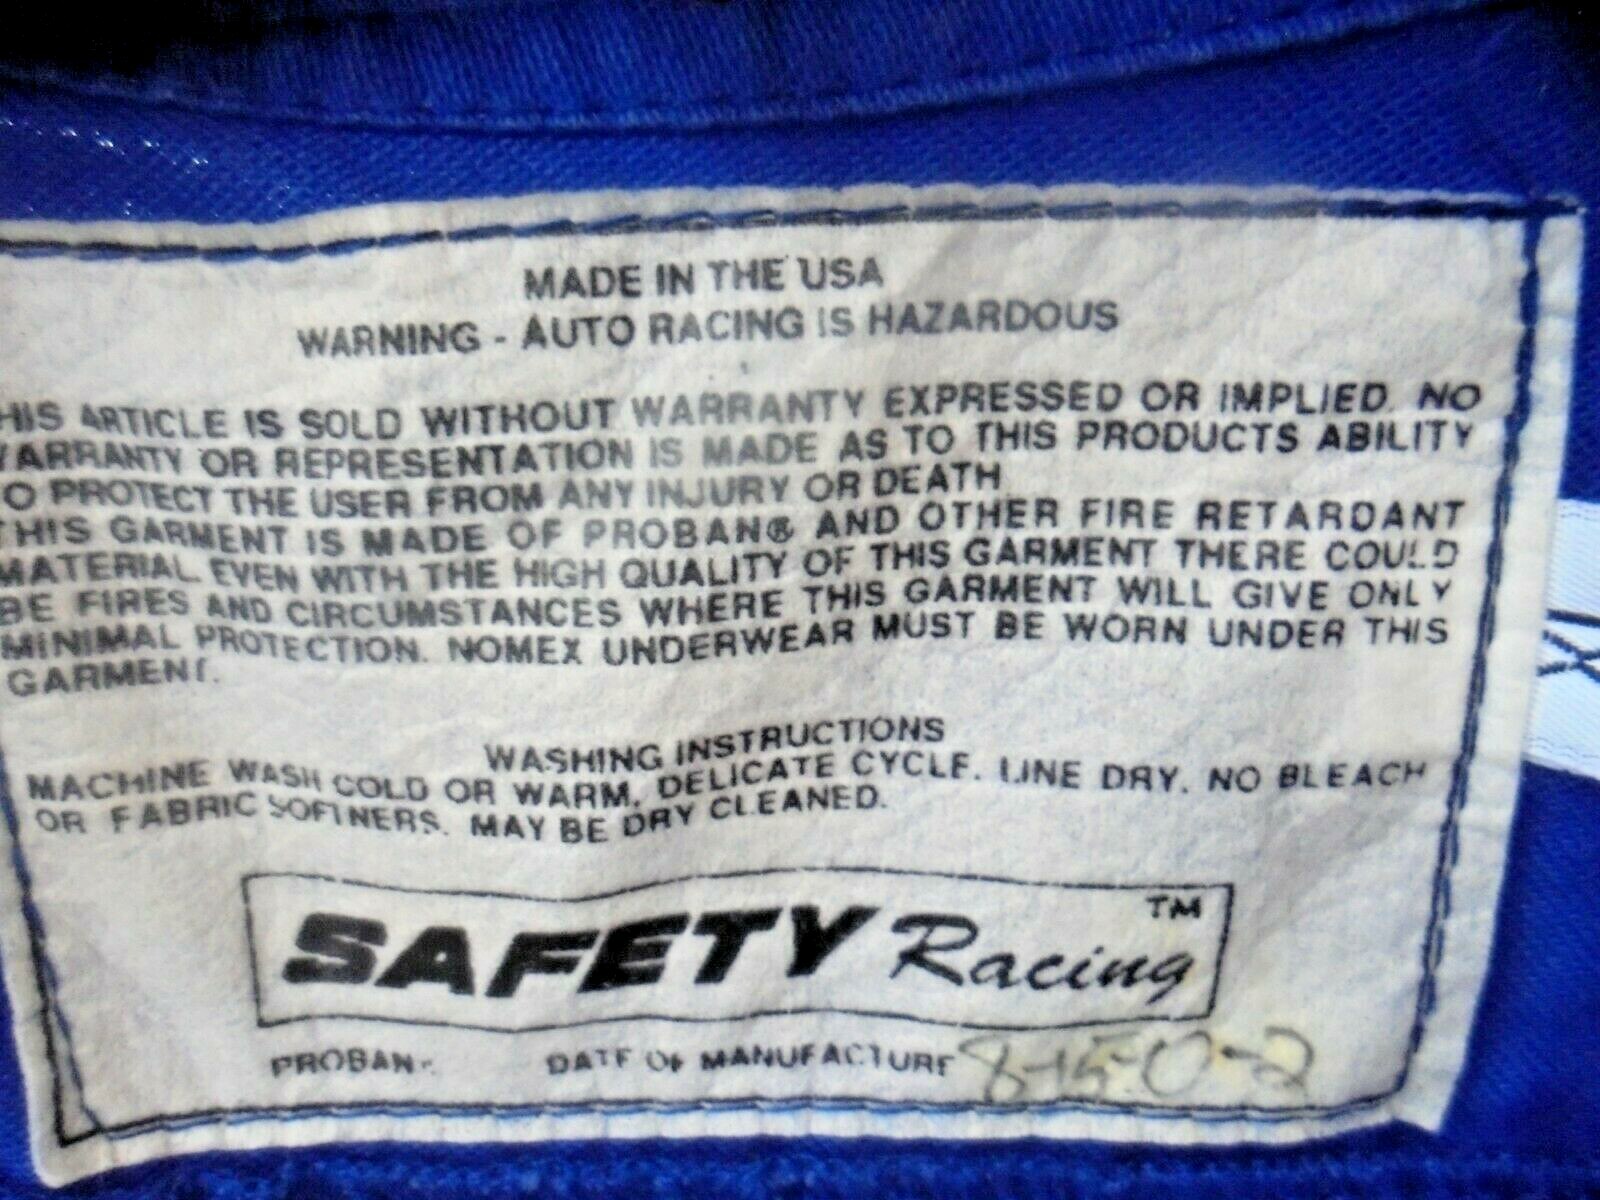 MADE IN THE USA
WARNING - AUTO RACING IS HAZARDOUS
HIS ARTICLE IS SOLD WITHOUT WARRANTY EXPRESSED OR IMPLIED. NO
ARRANTY OR REPRESENTATION IS MADE AS TO THIS PRODUCTS ABILITY
O PROTECT THE USER FROM ANY INJURY OR DEATH
THIS GARMENT IS MADE OF PROBAN® AND OTHER FIRE RETARDANT
MATERIAL EVEN WITH THE HIGH QUALITY OF THIS GARMENT THERE COULD
BE FIRES AND CIRCUMSTANCES WHERE THIS GARMENT WILL GIVE ONLY
MINIMAL PROTECTION. NOMEX UNDERWEAR MUST BE WORN UNDER THIS
GARMENT.
WASHING INSTRUCTIONS
MACHINE WASH COLD OR WARM, DELICATE CYCLE. LINE DRY. NO BLEACH
OR FABRIC SOFTNERS. MAY BE DRY CLEANED.
SAFETY Racing TM
PROBAN- DATE OF MANUFACTURE 8-15-0-2